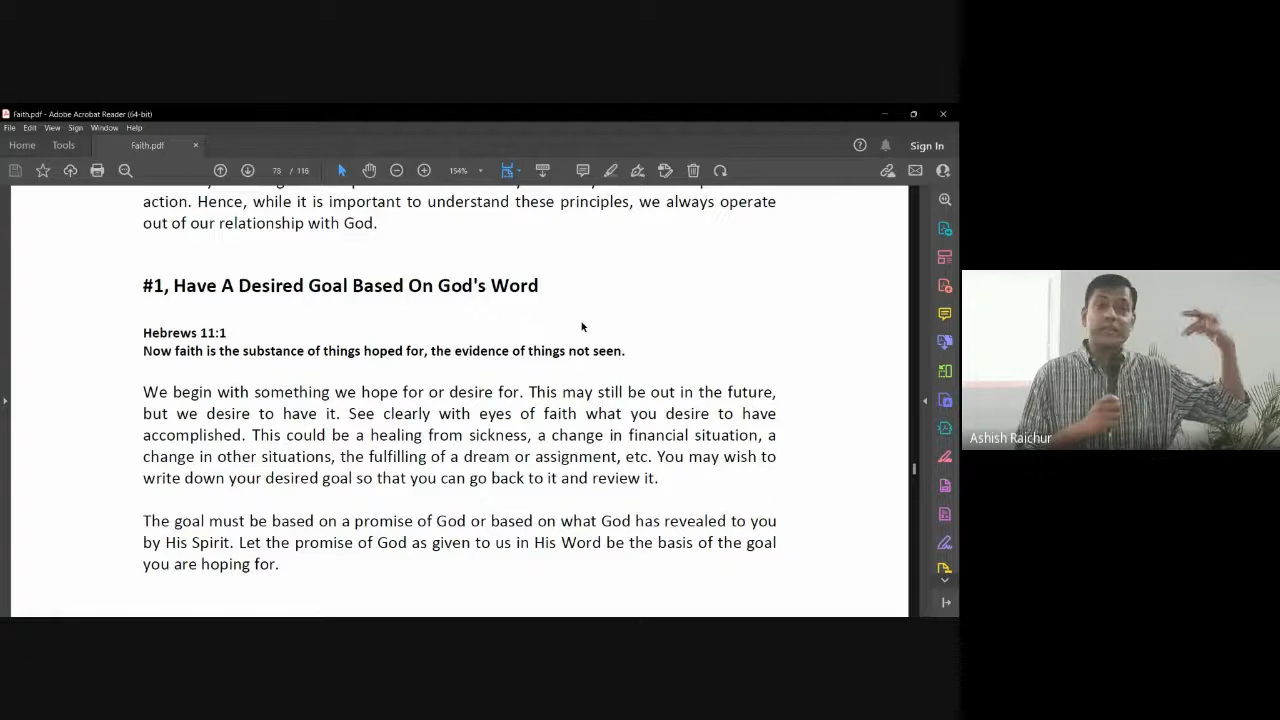 Faith.pdf - Adobe Acrobat Reader (64-bit)
File Edit View Sign Window Help
Home Tools Faith.pdf × Sign In
78 / 116 154%
action. Hence, while it is important to understand these principles, we always operate
out of our relationship with God.
#1, Have A Desired Goal Based On God's Word
Hebrews 11:1
Now faith is the substance of things hoped for, the evidence of things not seen.
We begin with something we hope for or desire for. This may still be out in the future,
but we desire to have it. See clearly with eyes of faith what you desire to have
accomplished. This could be a healing from sickness, a change in financial situation, a
change in other situations, the fulfilling of a dream or assignment, etc. You may wish to
write down your desired goal so that you can go back to it and review it.
The goal must be based on a promise of God or based on what God has revealed to you
by His Spirit. Let the promise of God as given to us in His Word be the basis of the goal
you are hoping for.
Ashish Raichur